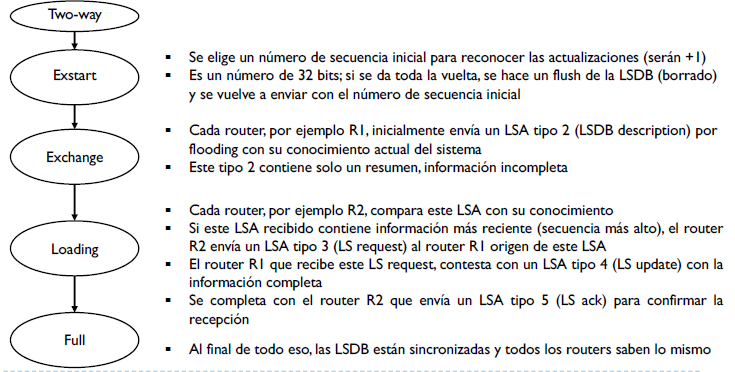 Two-way
▪ Se elige un número de secuencia inicial para reconocer las actualizaciones (serán +1)
Exstart
▪ Es un número de 32 bits; si se da toda la vuelta, se hace un flush de la LSDB (borrado)
y se vuelve a enviar con el número de secuencia inicial
▪ Cada router, por ejemplo R1, inicialmente envía un LSA tipo 2 (LSDB description) por
flooding con su conocimiento actual del sistema
Exchange
▪ Este tipo 2 contiene solo un resumen, información incompleta
▪ Cada router, por ejemplo R2, compara este LSA con su conocimiento
▪ Si este LSA recibido contiene información más reciente (secuencia más alto), el router
R2 envía un LSA tipo 3 (LS request) al router R1 origen de este LSA
Loading
▪ El router R1 que recibe este LS request, contesta con un LSA tipo 4 (LS update) con la
información completa
▪ Se completa con el router R2 que envía un LSA tipo 5 (LS ack) para confirmar la
recepción
Full
▪ Al final de todo eso, las LSDB están sincronizadas y todos los routers saben lo mismo